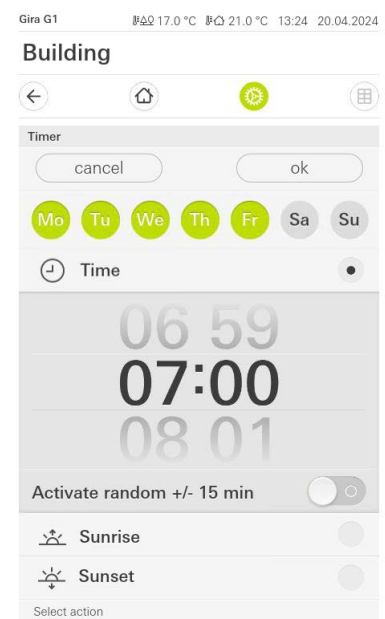 Gira G1 17.0 °C 21.0 °C 13:24 20.04.2024
Building
Timer
cancel ok
Mo Tu We Th Fr Sa Su
Time
06 59
07:00
08 01
Activate random +/- 15 min
Sunrise
Sunset
Select action